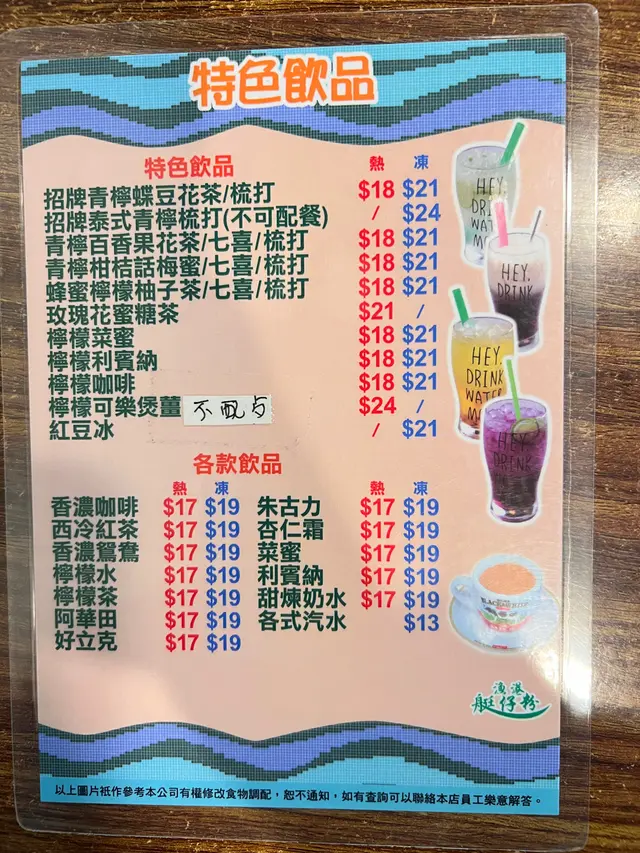 特色飲品
特色飲品 熱 凍
招牌青檸蝶豆花茶/梳打 $18 $21
招牌泰式青檸梳打(不可配餐) / $24
青檸百香果花茶/七喜/梳打 $18 $21
青檸柑桔話梅蜜/七喜/梳打 $18 $21
蜂蜜檸檬柚子茶/七喜/梳打 $18 $21
玫瑰花蜜糖茶 $21 /
檸檬菜蜜 $18 $21
檸檬利賓納 $18 $21
檸檬咖啡 $18 $21
檸檬可樂煲薑 不配 $24 /
紅豆冰 / $21
各款飲品
熱 凍 熱 凍
香濃咖啡 $17 $19 朱古力 $17 $19
西冷紅茶 $17 $19 杏仁霜 $17 $19
香濃鴛鴦 $17 $19 菜蜜 $17 $19
檸檬水 $17 $19 利賓納 $17 $19
檸檬茶 $17 $19 甜煉奶水 $17 $19
阿華田 $17 $19 各式汽水 $13
好立克 $17 $19
HEY,
HEY,
DRINK
HEY,
DRINK
WATER
HEY
DRINK
漁港
艇仔粉
以上圖片祇作參考本公司有權修改食物調配，恕不通知，如有查詢可以聯絡本店員工樂意解答。